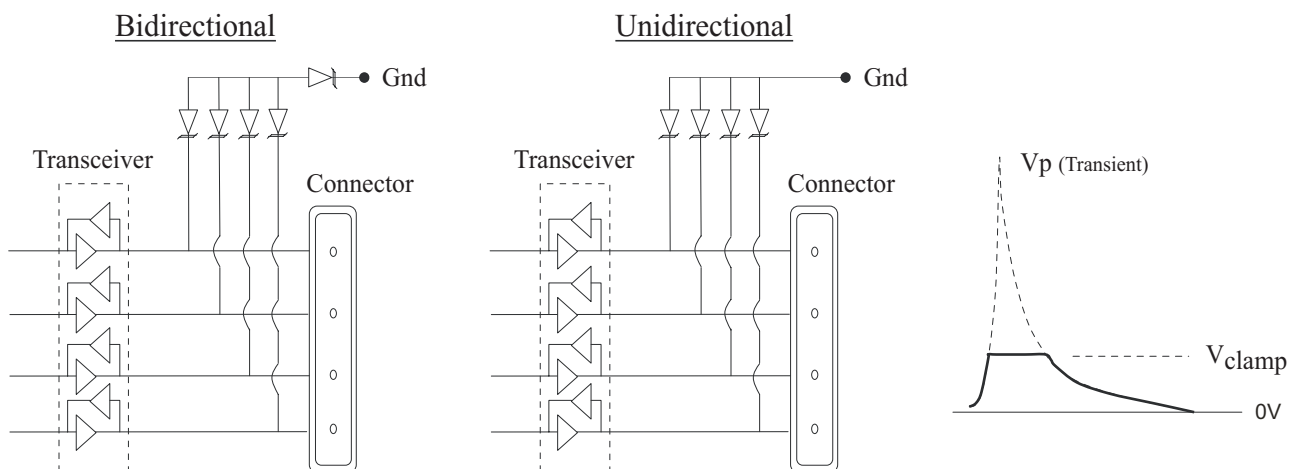 Bidirectional
Gnd
Transceiver
Connector
Unidirectional
Gnd
Transceiver
Connector
Vp (Transient)
Vclamp
0V